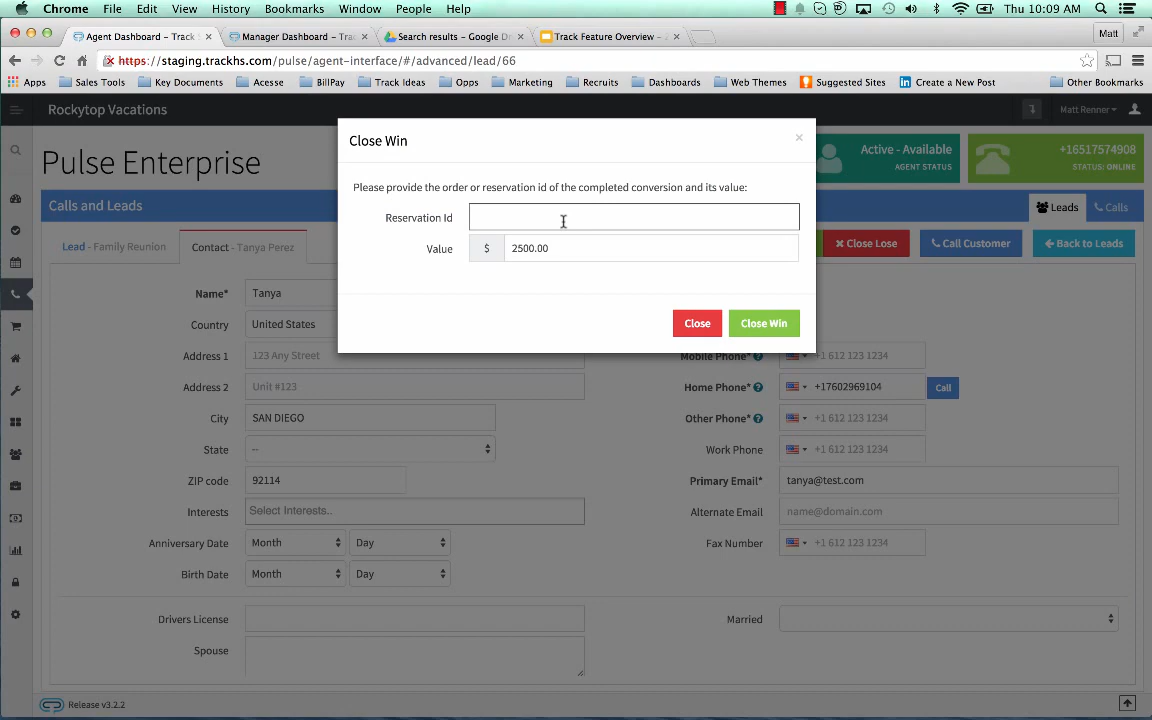 Chrome File Edit View History Bookmarks Window People Help Thu 10:09 AM
Agent Dashboard - Track Manager Dashboard - Search results - Google Track Feature Overview - Matt
https://staging.trackhs.com/pulse/agent-interface/#/advanced/lead/66
Apps Sales Tools Key Documents Acesse BillPay Opps Marketing Recruits Track Ideas Dashboards Web Themes Suggested Sites Create a New Post Other Bookmarks
Rockytop Vacations Matt Renner
Pulse Enterprise
Active - Available
AGENT STATUS
+16517574908
STATUS: ONLINE
Calls and Leads Leads Calls
Lead - Family Reunion Contact - Tanya Perez Close Lose Call Customer Back to Leads
Close Win ×
Please provide the order or reservation id of the completed conversion and its value:
Reservation Id
Value $ 2500.00
Close Close Win
Name* Tanya
Country United States
Address 1 123 Any Street
Address 2 Unit #123
City SAN DIEGO
State --
ZIP code 92114
Interests Select Interests..
Anniversary Date Month Day
Birth Date Month Day
Mobile Phone* +1 612 123 1234
Home Phone* +17602969104 Call
Other Phone* +1 612 123 1234
Work Phone +1 612 123 1234
Primary Email* tanya@test.com
Alternate Email name@domain.com
Fax Number +1 612 123 1234
Drivers License Married
Spouse
Release v3.2.2